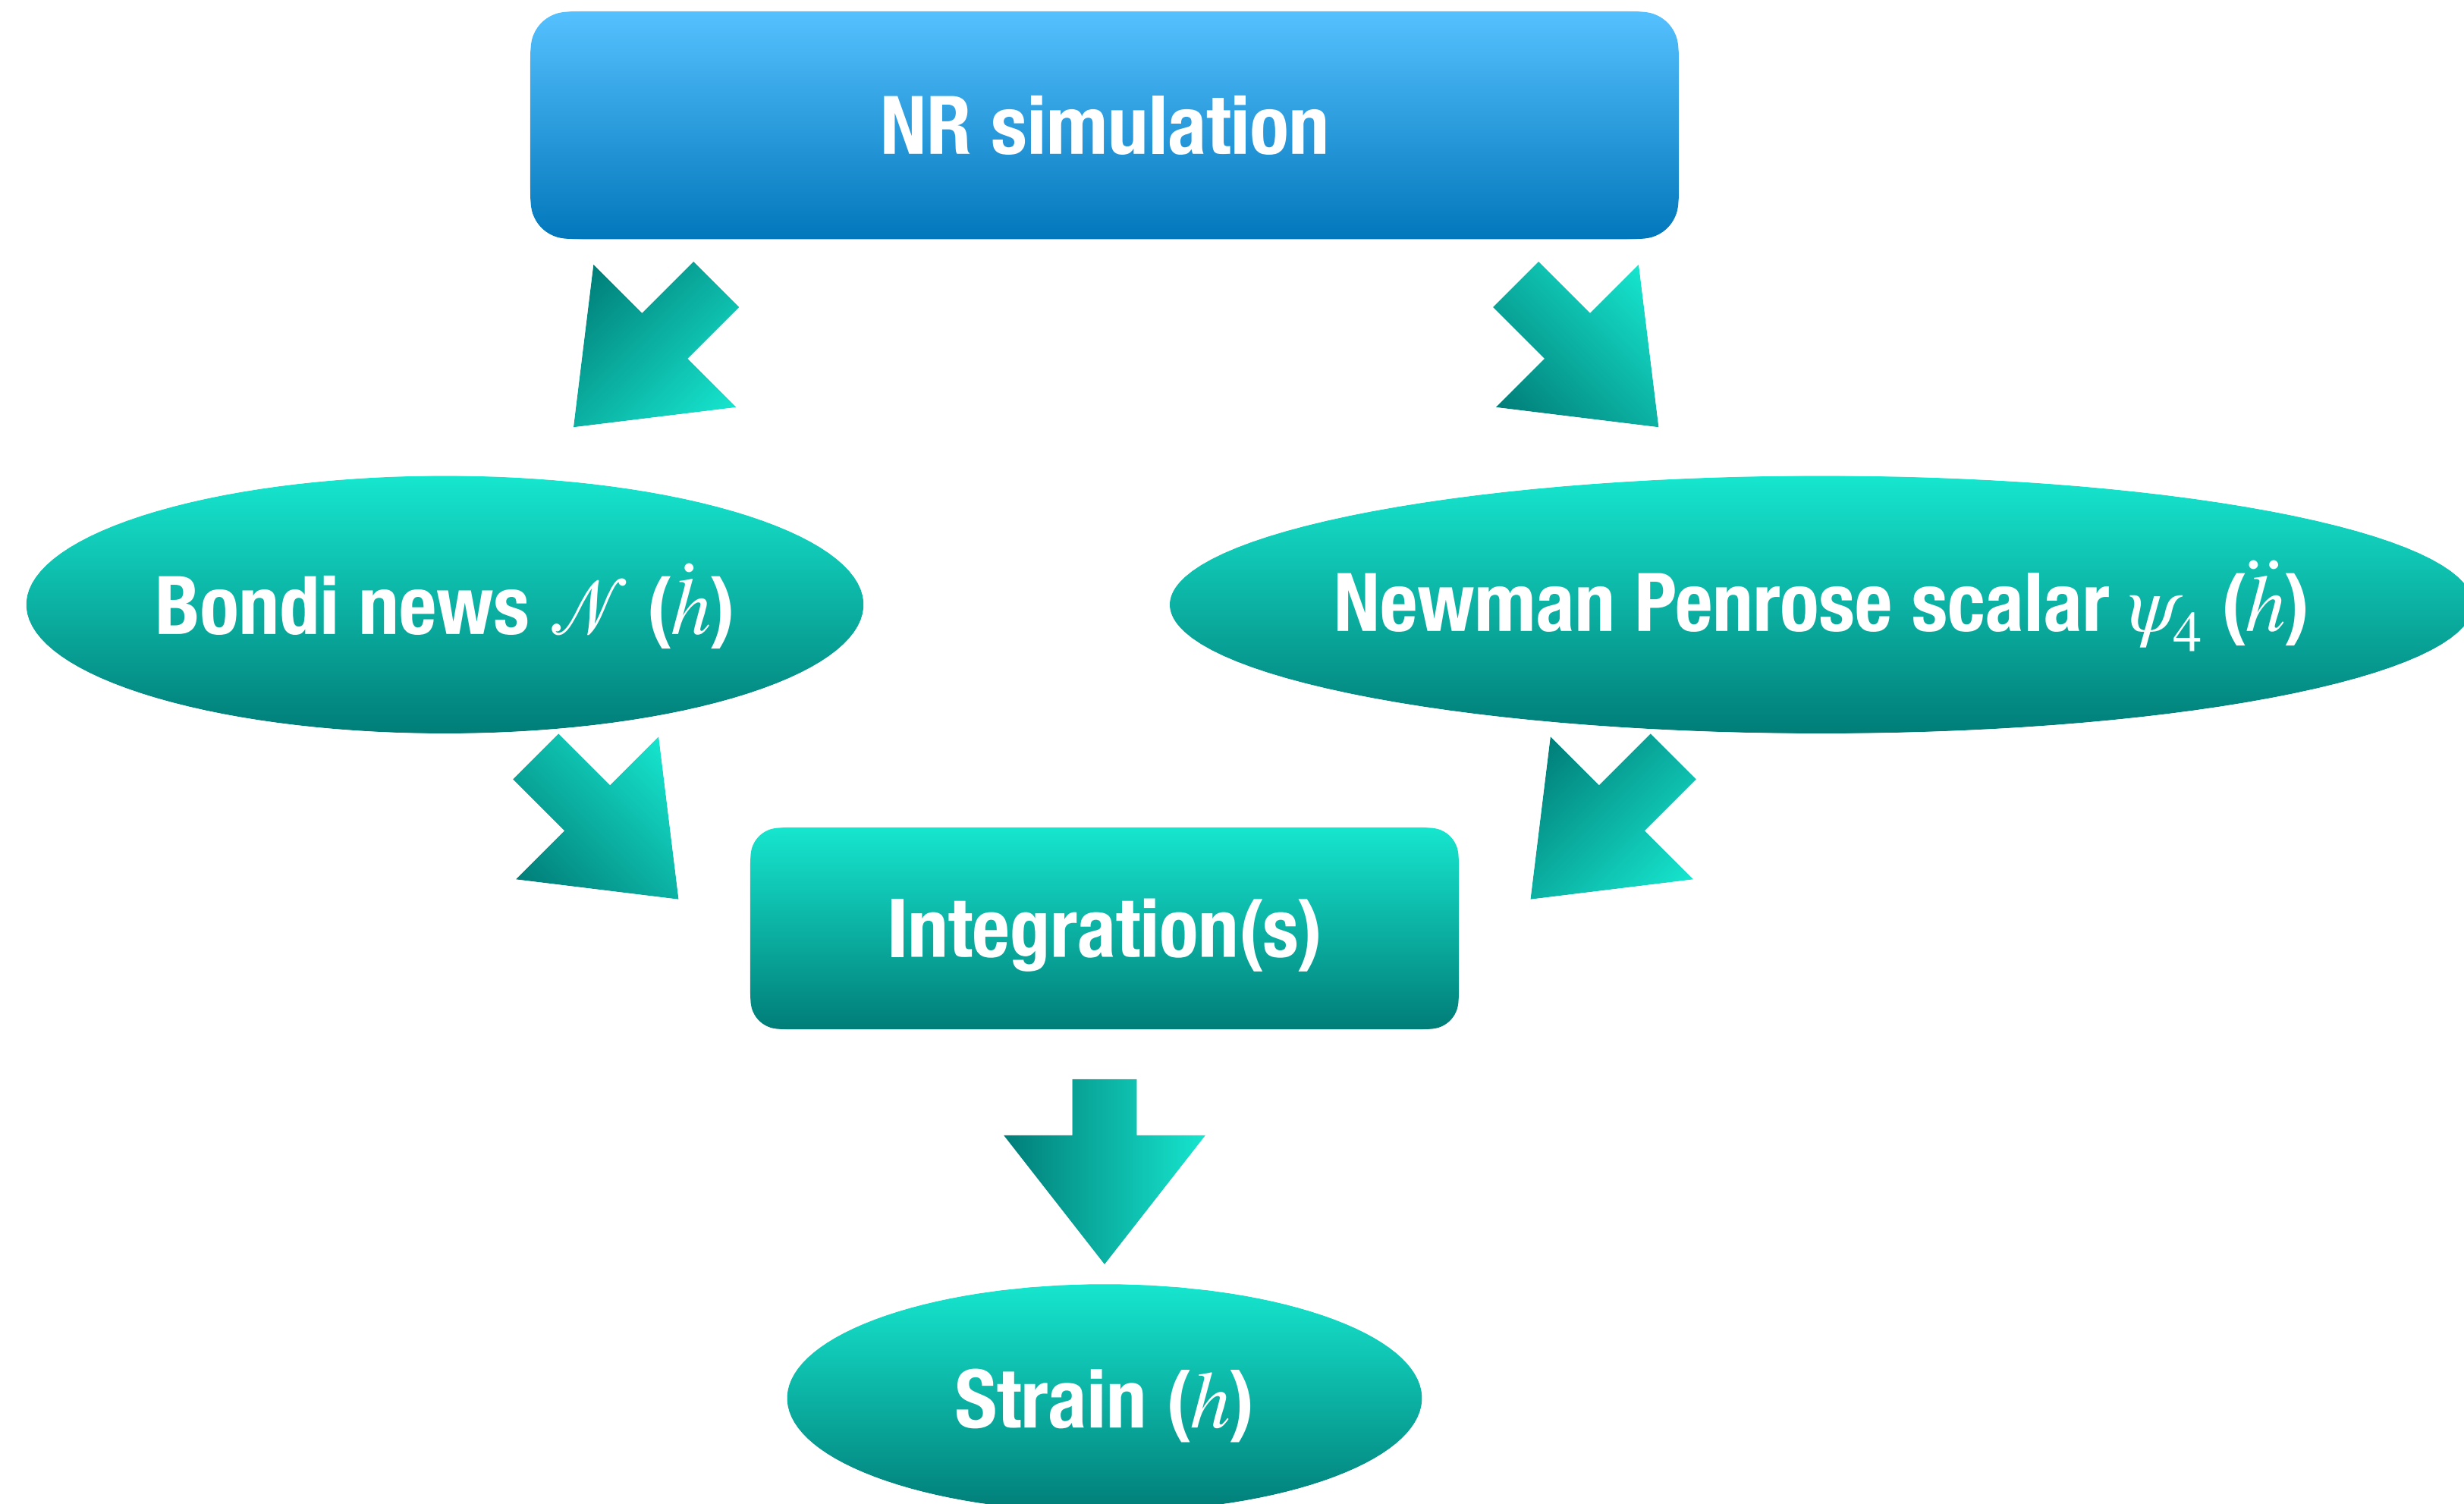 NR simulation
Bondi news 𝒩 (ḣ)
Newman Penrose scalar ψ₄ (ḧ)
Integration(s)
Strain (h)